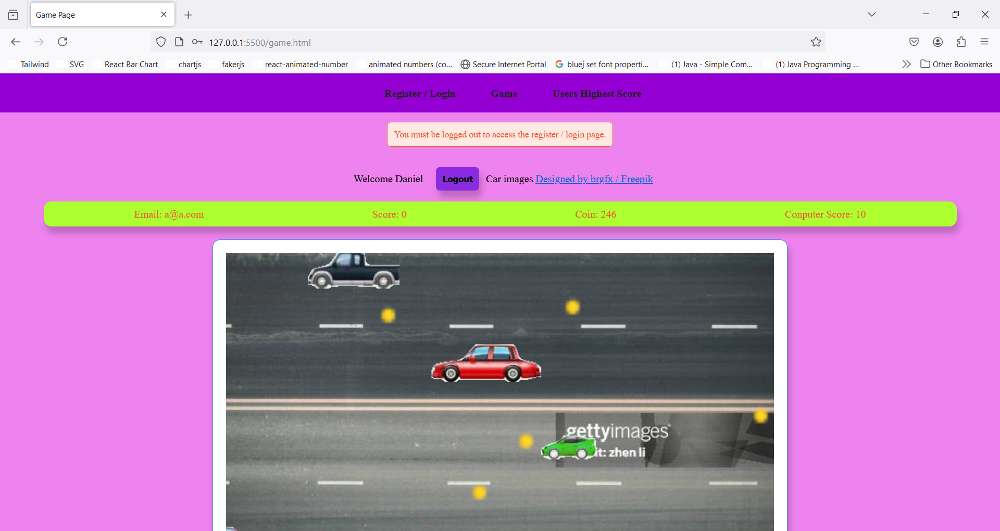 Game Page
127.0.0.1:5500/game.html
Tailwind SVG React Bar Chart chartjs fakerjs react-animated-number animated numbers (co... Secure Internet Portal bluej set font properti... (1) Java - Simple Com... (1) Java Programming ... Other Bookmarks
Register / Login Game Users Highest Score
You must be logged out to access the register / login page.
Welcome Daniel Logout Car images Designed by brgfx / Freepik
Email: a@a.com Score: 0 Coin: 246 Conputer Score: 10
gettyimages
it: zhen li